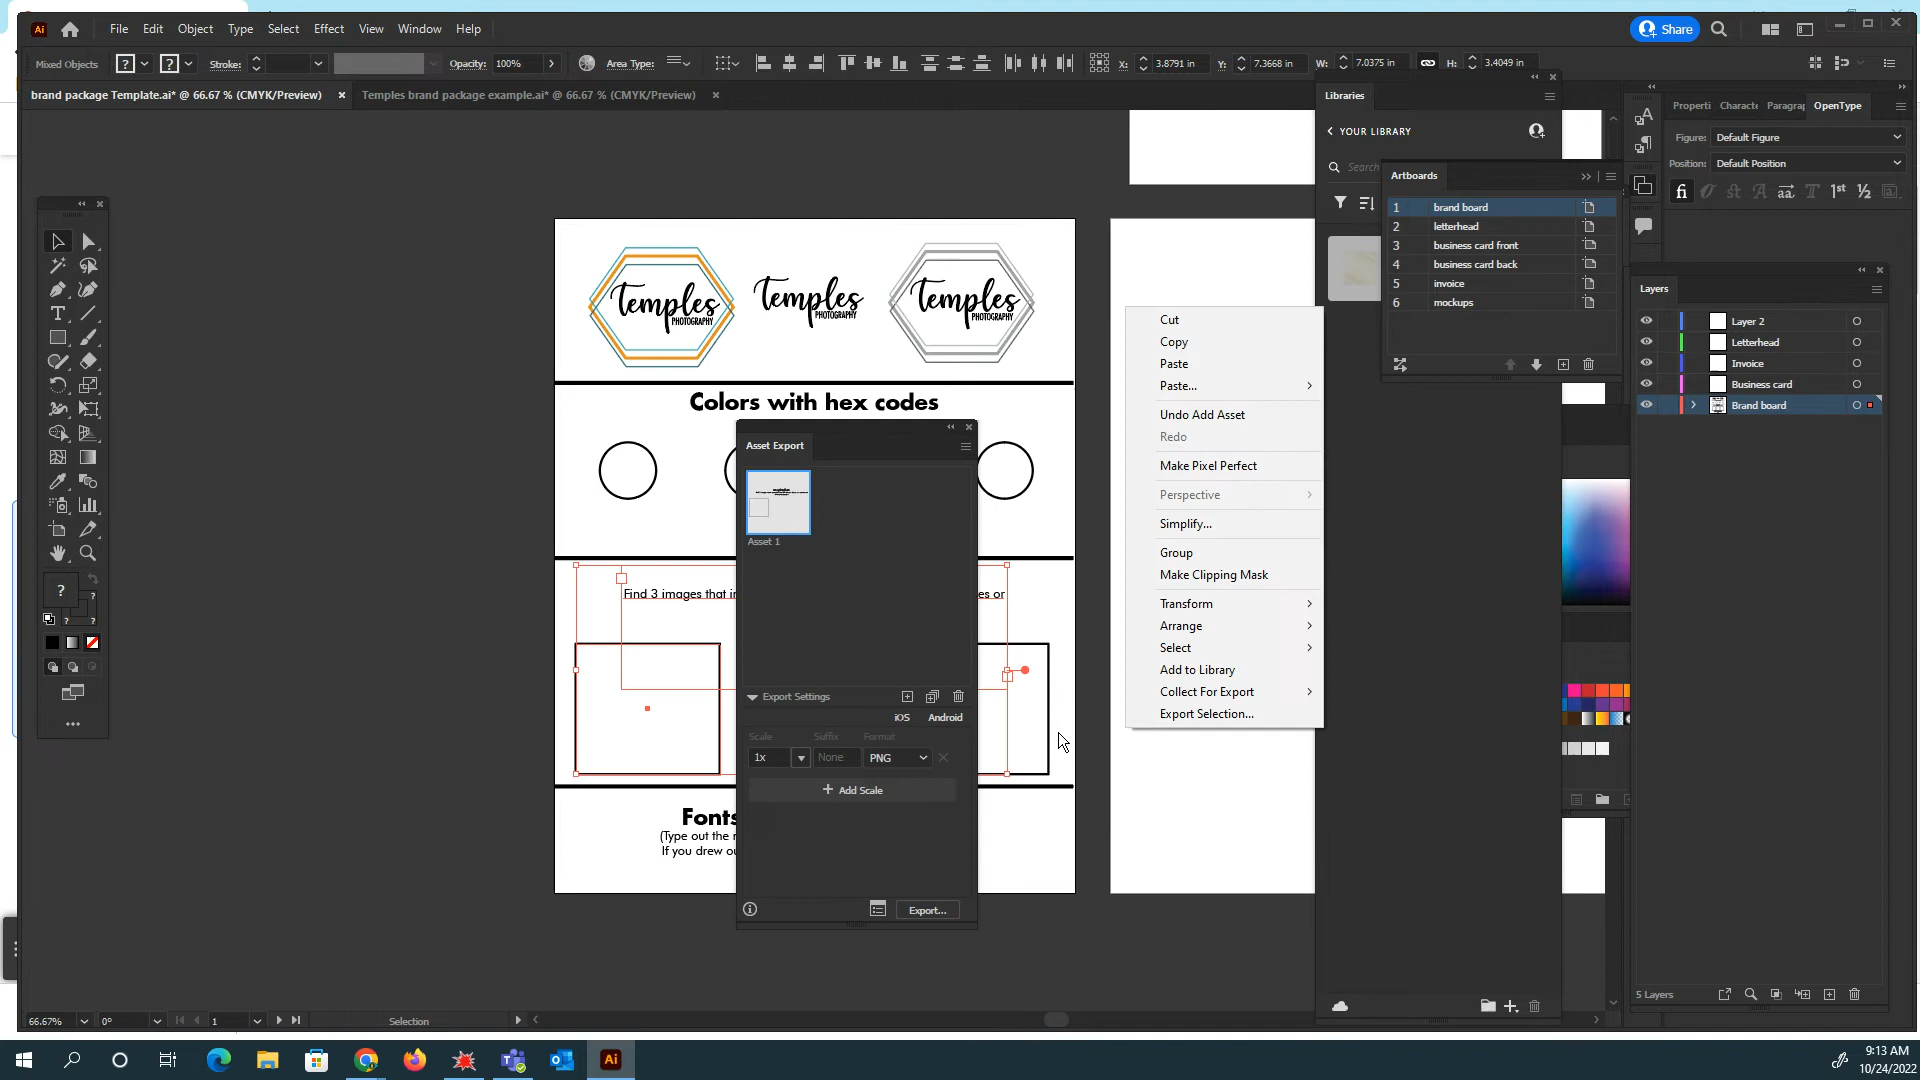 Ai
File Edit Object Type Select Effect View Window Help
Share
Mixed Objects ? ? Stroke: Opacity: 100% Area Type: X: 3.8791 in Y: 7.3668 in W: 7.0375 in H: 3.4049 in
brand package Template.ai* @ 66.67 % (CMYK/Preview) Temples brand package example.ai* @ 66.67 % (CMYK/Preview)
Libraries
YOUR LIBRARY
Search
Artboards
1 brand board
2 letterhead
3 business card front
4 business card back
5 invoice
6 mockups
Properti Characte Paragra OpenType
Figure: Default Figure
Position: Default Position
Layers
Layer 2
Letterhead
Invoice
Business card
Brand board
5 Layers
Temples
PHOTOGRAPHY
Temples
PHOTOGRAPHY
Temples
PHOTOGRAPHY
Colors with hex codes
Find 3 images that in
es or
Fonts
(Type out the
If you drew ou
Asset Export
Asset 1
Export Settings
iOS Android
Scale Suffix Format
1x None PNG
+ Add Scale
Export...
Cut
Copy
Paste
Paste...
Undo Add Asset
Redo
Make Pixel Perfect
Perspective
Simplify...
Group
Make Clipping Mask
Transform
Arrange
Select
Add to Library
Collect For Export
Export Selection...
66.67% 0° 1 Selection
9:13 AM
10/24/2022